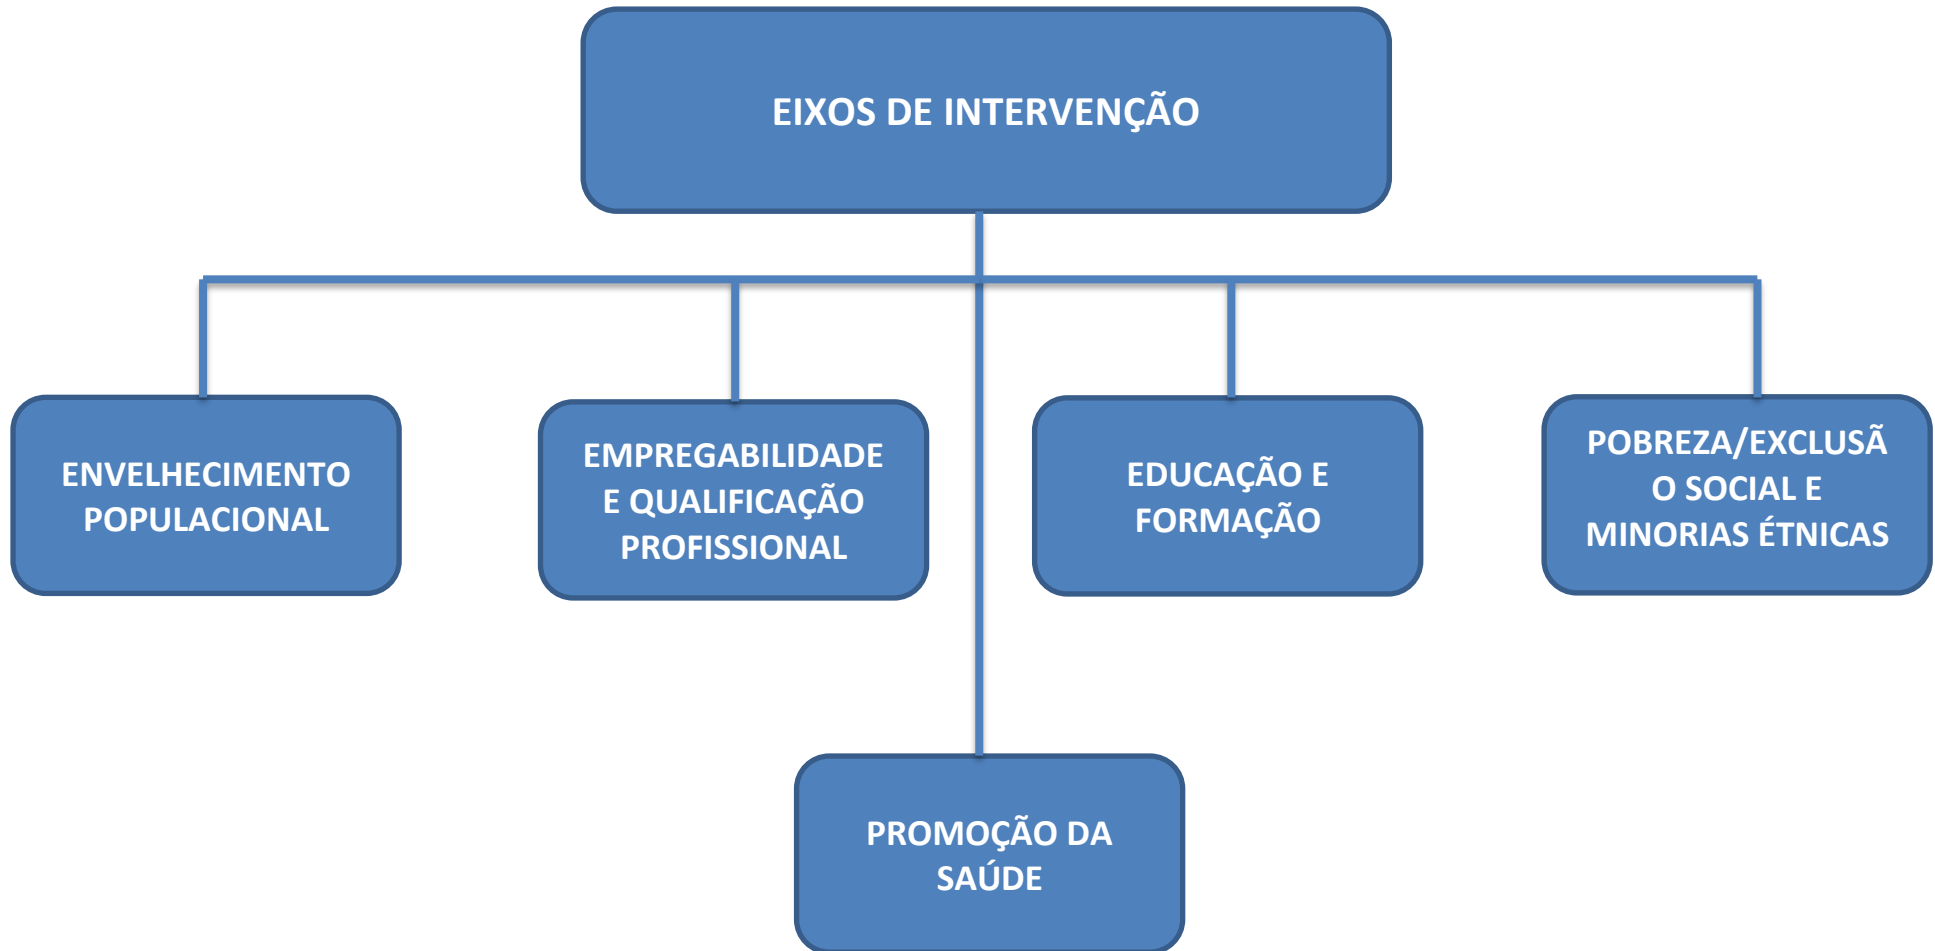 EIXOS DE INTERVENÇÃO
ENVELHECIMENTO
POPULACIONAL
EMPREGABILIDADE
E QUALIFICAÇÃO
PROFISSIONAL
EDUCAÇÃO E
FORMAÇÃO
POBREZA/EXCLUSÃ
O SOCIAL E
MINORIAS ÉTNICAS
PROMOÇÃO DA
SAÚDE